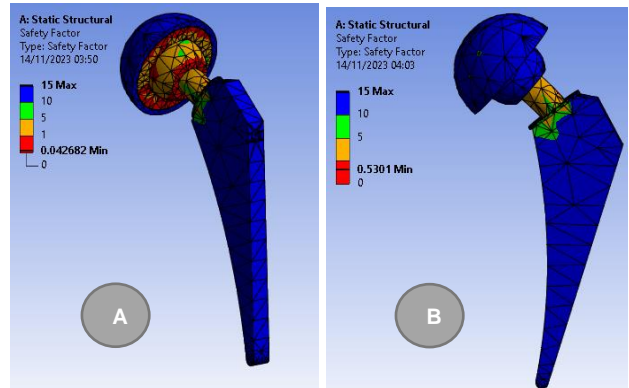 A: Static Structural
Safety Factor
Type: Safety Factor
14/11/2023 03:50
15 Max
10
5
1
0.042682 Min
0
A
A: Static Structural
Safety Factor
Type: Safety Factor
14/11/2023 04:03
15 Max
10
5
0.5301 Min
0
B